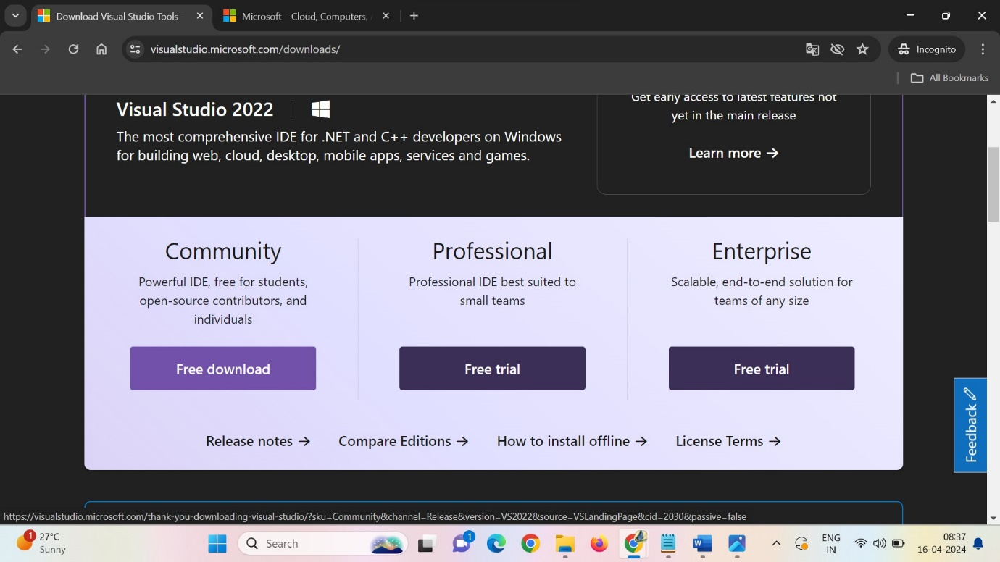 Download Visual Studio Tools -
Microsoft – Cloud, Computers,
visualstudio.microsoft.com/downloads/
Incognito
All Bookmarks
Visual Studio 2022
The most comprehensive IDE for .NET and C++ developers on Windows
for building web, cloud, desktop, mobile apps, services and games.
Get early access to latest features not
yet in the main release
Learn more →
Community
Powerful IDE, free for students,
open-source contributors, and
individuals
Free download
Professional
Professional IDE best suited to
small teams
Free trial
Enterprise
Scalable, end-to-end solution for
teams of any size
Free trial
Release notes → Compare Editions → How to install offline → License Terms →
Feedback
https://visualstudio.microsoft.com/thank-you-downloading-visual-studio/?sku=Community&channel=Release&version=VS2022&source=VSLandingPage&cid=2030&passive=false
1
27°C
Sunny
Search
1
ENG
IN
08:37
16-04-2024